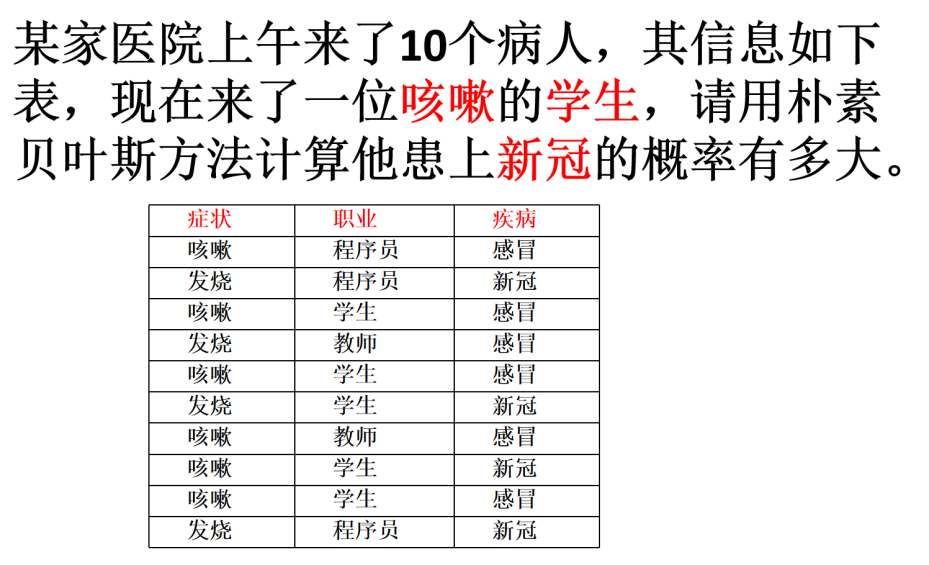 某家医院上午来了10个病人，其信息如下
表，现在来了一位咳嗽的学生，请用朴素
贝叶斯方法计算他患上新冠的概率有多大。
症状 职业 疾病
咳嗽 程序员 感冒
发烧 程序员 新冠
咳嗽 学生 感冒
发烧 教师 感冒
咳嗽 学生 感冒
发烧 学生 新冠
咳嗽 教师 感冒
咳嗽 学生 新冠
咳嗽 学生 感冒
发烧 程序员 新冠